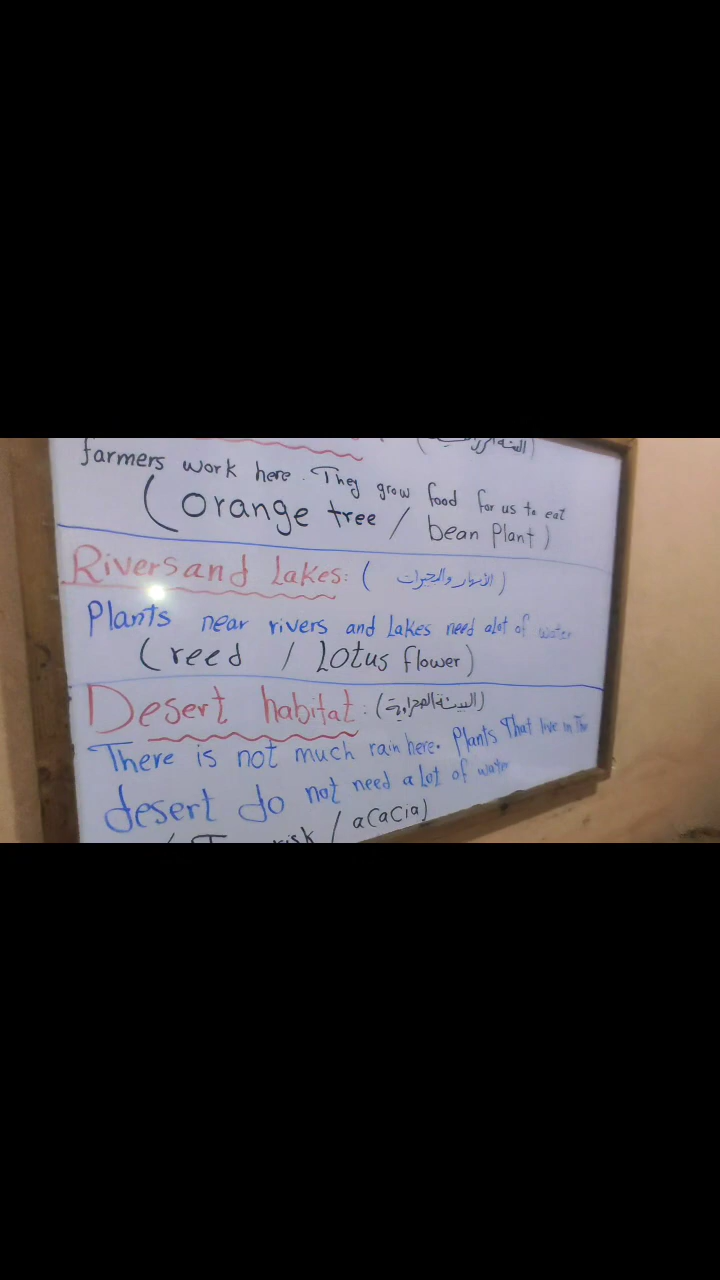 farmers work here. They grow food for us to eat
(orange tree / bean Plant)
Rivers and Lakes: (الأنهار والبحيرات)
Plants near rivers and Lakes need alot of water
(reed / Lotus flower)
Desert habitat: (البيئة الصحراوية)
There is not much rain here. Plants That live in The
desert do not need a lot of water
/ acacia)